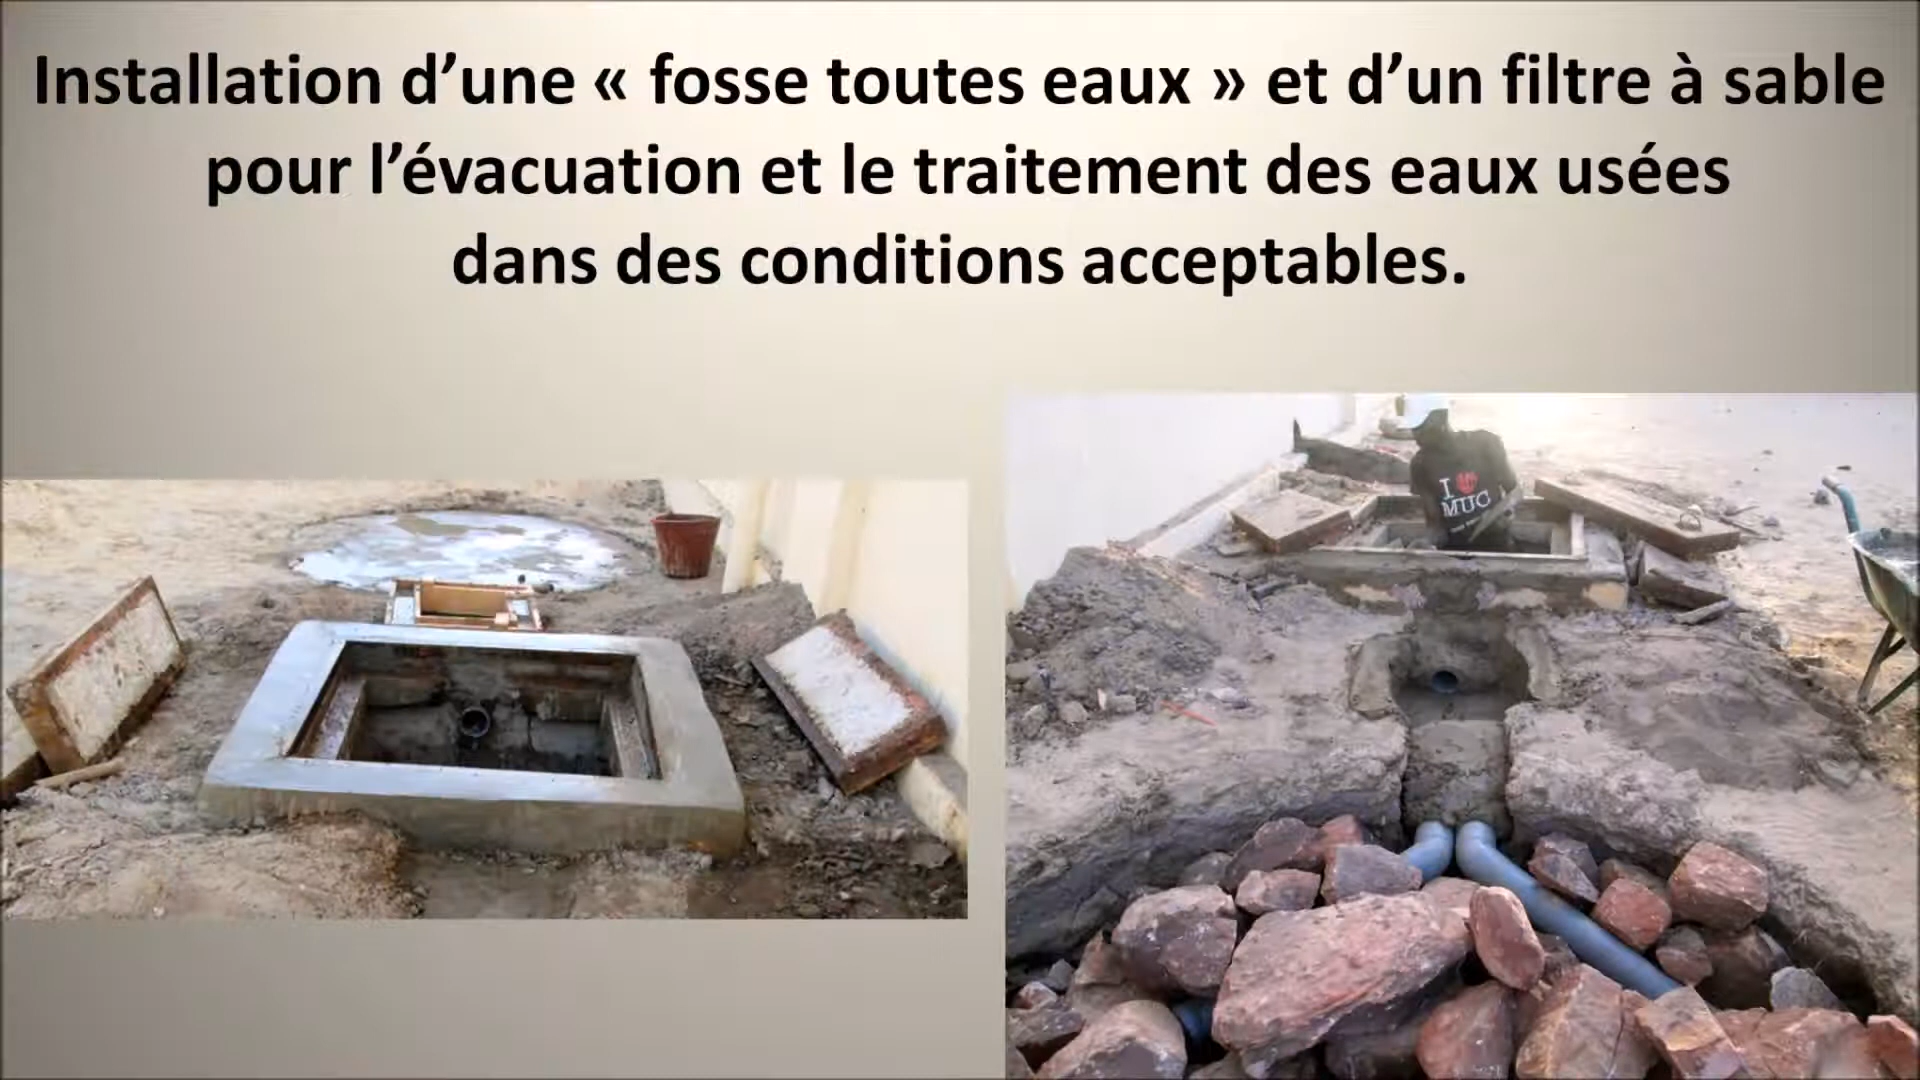 Installation d’une « fosse toutes eaux » et d’un filtre à sable
pour l’évacuation et le traitement des eaux usées
dans des conditions acceptables.
I
MUC